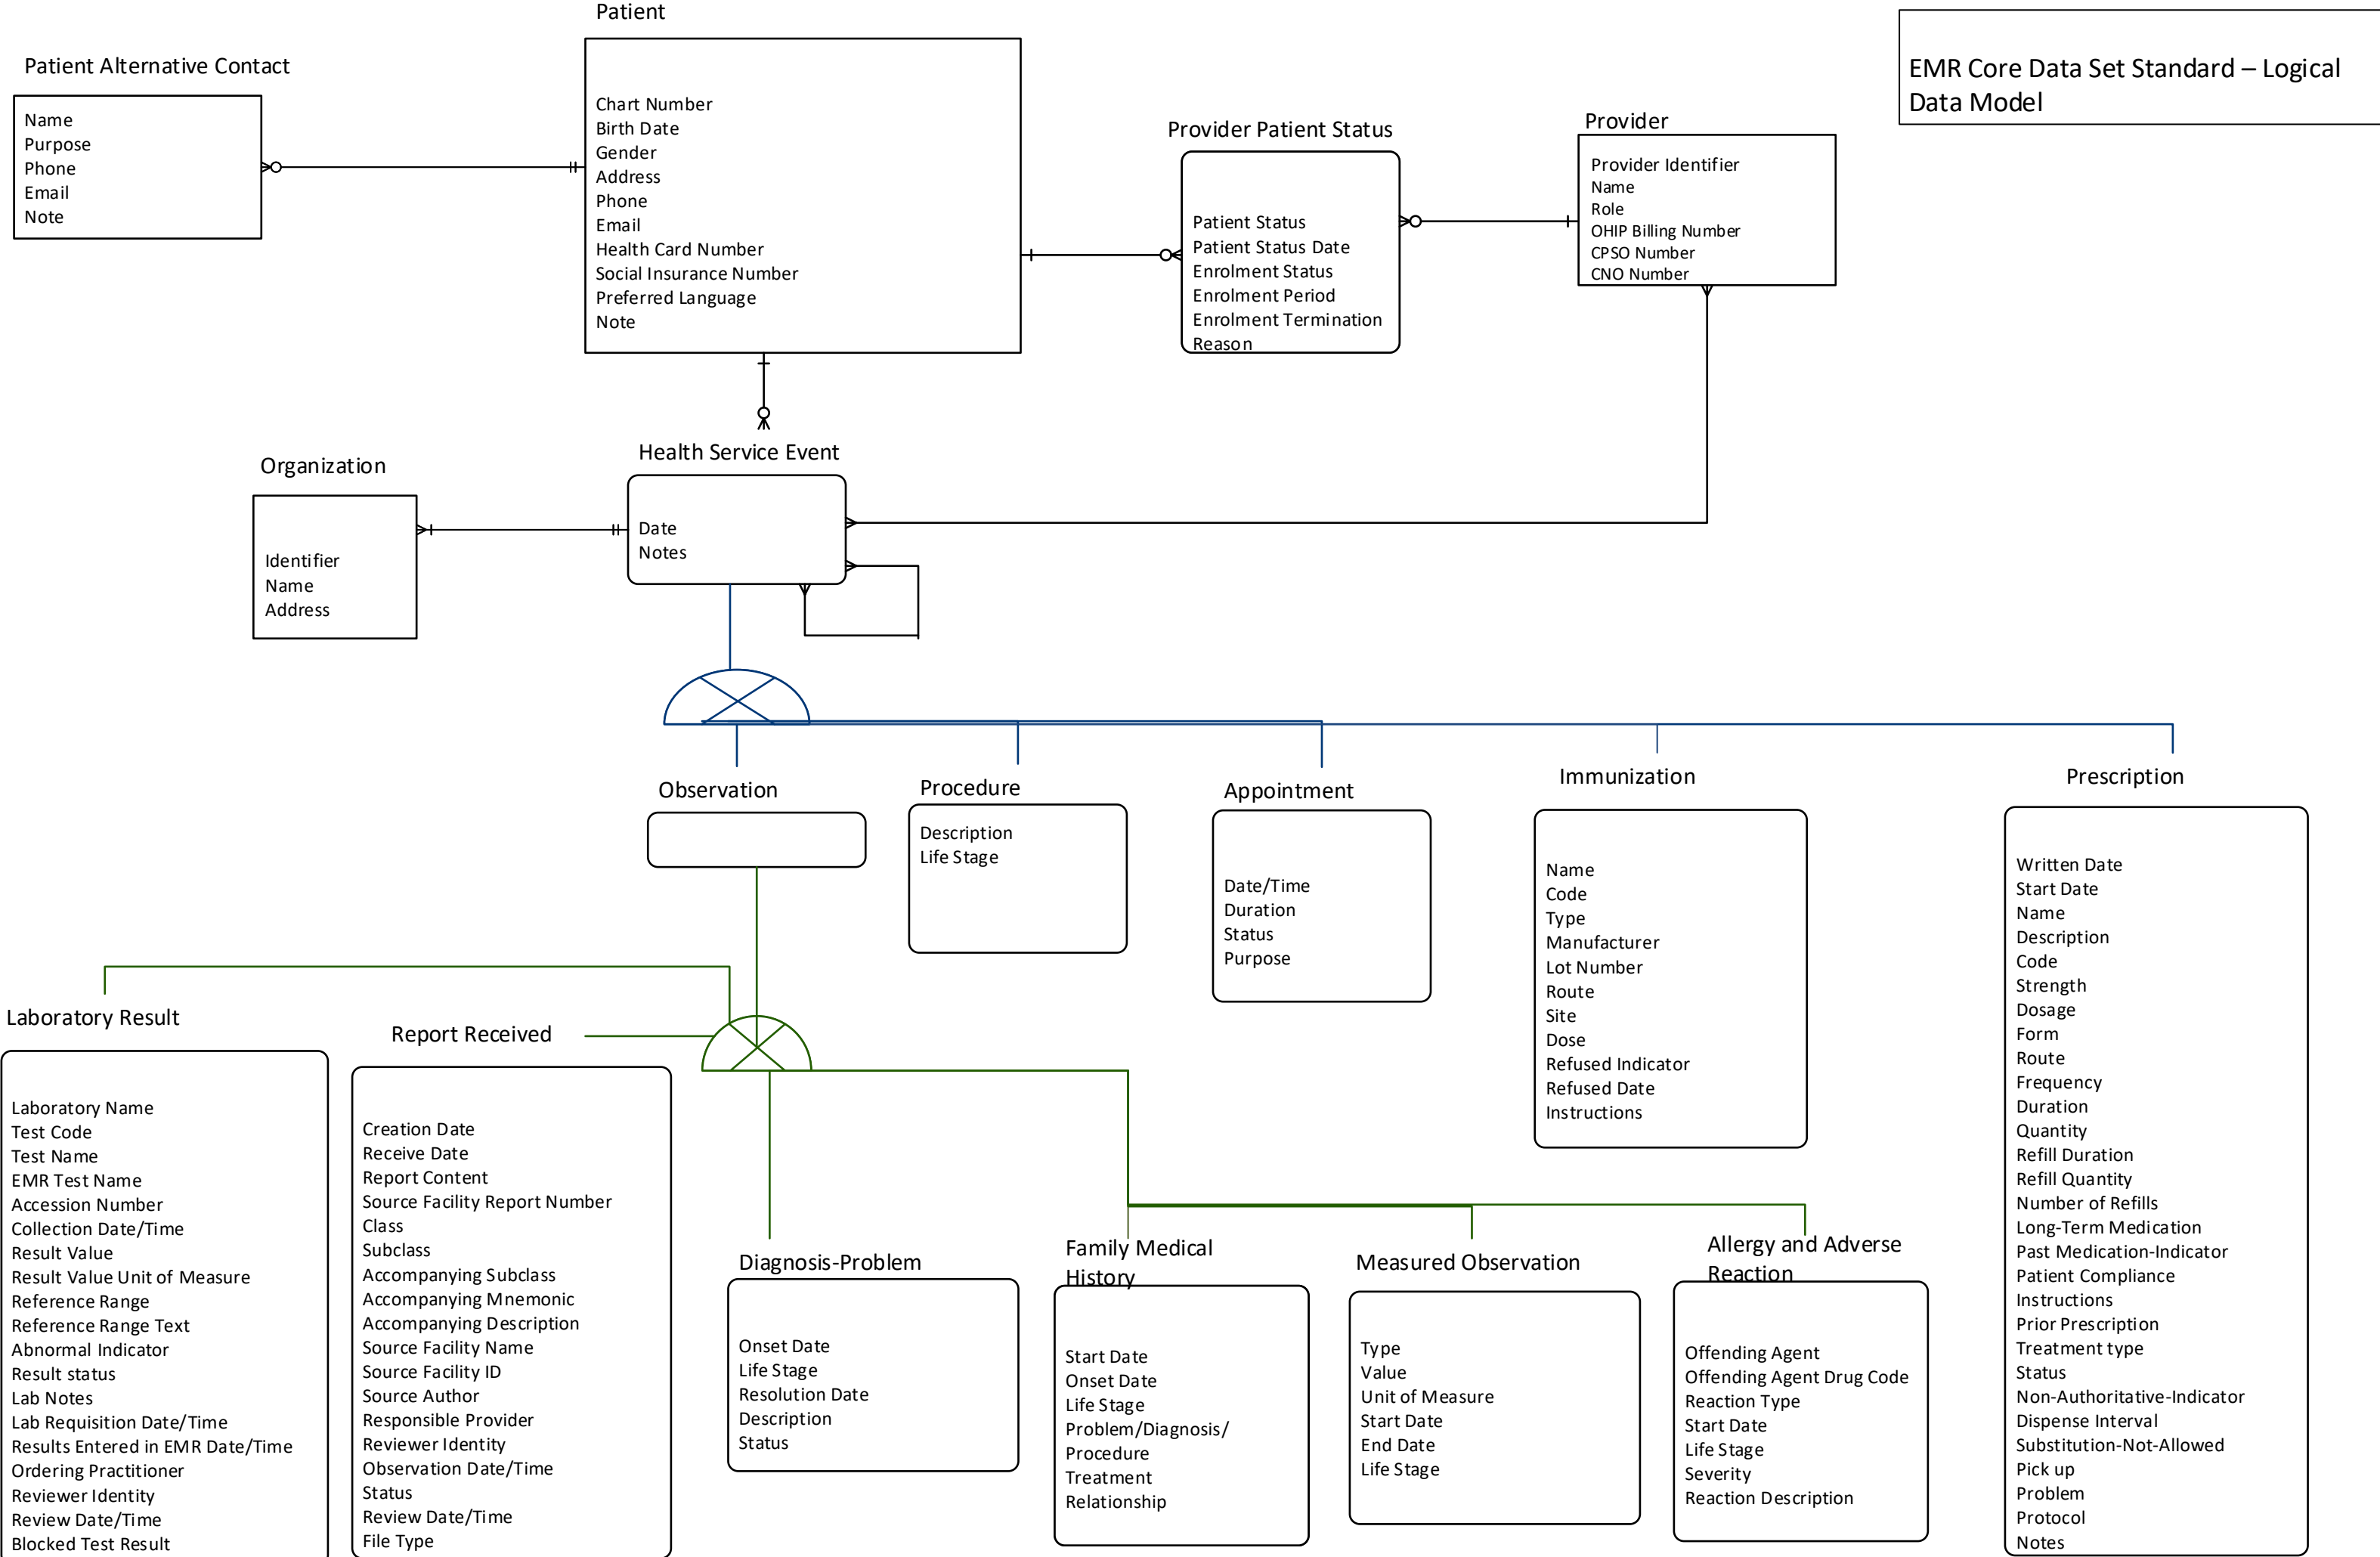 Patient
EMR Core Data Set Standard – Logical
Data Model
Patient Alternative Contact
Name
Purpose
Phone
Email
Note
Chart Number
Birth Date
Gender
Address
Phone
Email
Health Card Number
Social Insurance Number
Preferred Language
Note
Provider Patient Status
Patient Status
Patient Status Date
Enrolment Status
Enrolment Period
Enrolment Termination
Reason
Provider
Provider Identifier
Name
Role
OHIP Billing Number
CPSO Number
CNO Number
Organization
Identifier
Name
Address
Health Service Event
Date
Notes
Observation
Procedure
Description
Life Stage
Appointment
Date/Time
Duration
Status
Purpose
Immunization
Name
Code
Type
Manufacturer
Lot Number
Route
Site
Dose
Refused Indicator
Refused Date
Instructions
Prescription
Written Date
Start Date
Name
Description
Code
Strength
Dosage
Form
Route
Frequency
Duration
Quantity
Refill Duration
Refill Quantity
Number of Refills
Long-Term Medication
Past Medication-Indicator
Patient Compliance
Instructions
Prior Prescription
Treatment type
Status
Non-Authoritative-Indicator
Dispense Interval
Substitution-Not-Allowed
Pick up
Problem
Protocol
Notes
Laboratory Result
Laboratory Name
Test Code
Test Name
EMR Test Name
Accession Number
Collection Date/Time
Result Value
Result Value Unit of Measure
Reference Range
Reference Range Text
Abnormal Indicator
Result status
Lab Notes
Lab Requisition Date/Time
Results Entered in EMR Date/Time
Ordering Practitioner
Reviewer Identity
Review Date/Time
Blocked Test Result
Report Received
Creation Date
Receive Date
Report Content
Source Facility Report Number
Class
Subclass
Accompanying Subclass
Accompanying Mnemonic
Accompanying Description
Source Facility Name
Source Facility ID
Source Author
Responsible Provider
Reviewer Identity
Observation Date/Time
Status
Review Date/Time
File Type
Diagnosis-Problem
Onset Date
Life Stage
Resolution Date
Description
Status
Family Medical
History
Start Date
Onset Date
Life Stage
Problem/Diagnosis/
Procedure
Treatment
Relationship
Measured Observation
Type
Value
Unit of Measure
Start Date
End Date
Life Stage
Allergy and Adverse
Reaction
Offending Agent
Offending Agent Drug Code
Reaction Type
Start Date
Life Stage
Severity
Reaction Description